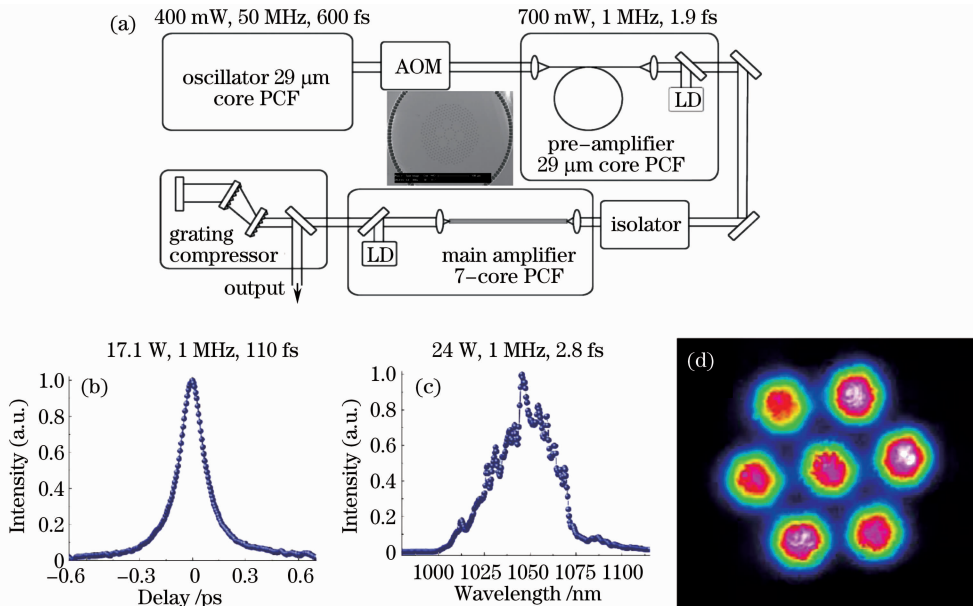 (a)
400 mW, 50 MHz, 600 fs
700 mW, 1 MHz, 1.9 fs
oscillator 29 μm
core PCF
AOM
LD
pre-amplifier
29 μm core PCF
grating
compressor
output
LD
main amplifier
7-core PCF
isolator
17.1 W, 1 MHz, 110 fs
(b)
Intensity (a.u.)
1.0
0.8
0.6
0.4
0.2
0
-0.6
-0.3
0
0.3
0.6
Delay /ps
24 W, 1 MHz, 2.8 fs
(c)
Intensity (a.u.)
1.0
0.8
0.6
0.4
0.2
0
1000
1025
1050
1075
1100
Wavelength /nm
(d)